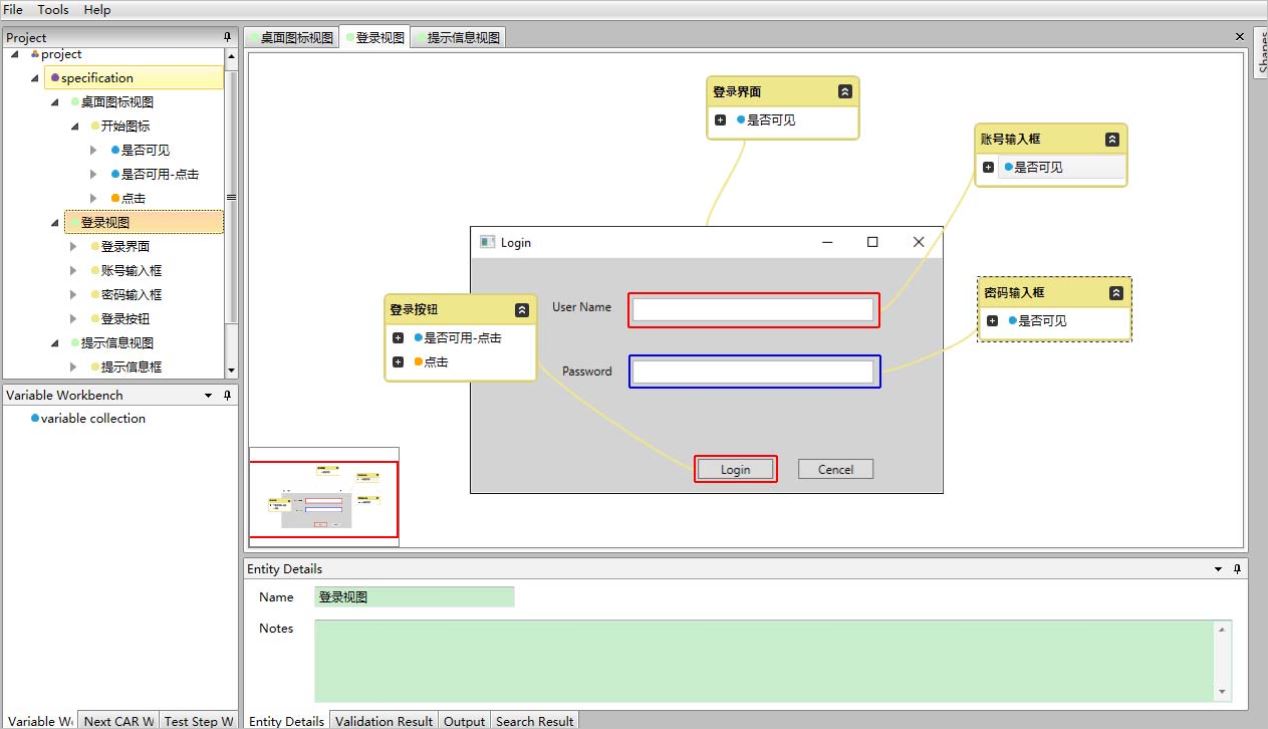 File Tools Help
Project
project
specification
桌面图标视图
开始图标
是否可见
是否可用-点击
点击
登录视图
登录界面
账号输入框
密码输入框
登录按钮
提示信息视图
提示信息框
Variable Workbench
variable collection
Variable W
Next CAR W
Test Step W
桌面图标视图
登录视图
提示信息视图
Shapes
登录界面
是否可见
账号输入框
是否可见
Login
User Name
登录按钮
是否可用-点击
点击
密码输入框
是否可见
Password
Login
Cencel
Entity Details
Name
登录视图
Notes
Entity Details
Validation Result
Output
Search Result